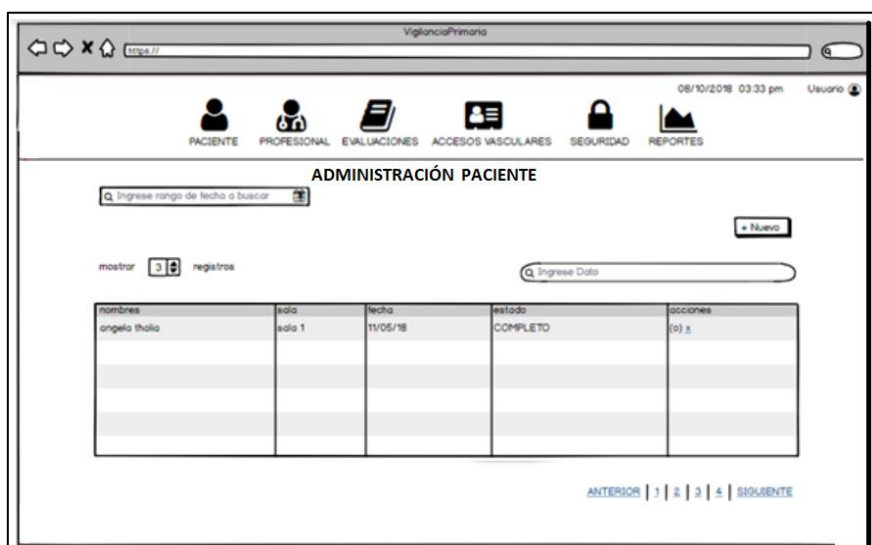 VigilanciaPrimaria
https://
08/10/2018 03:33 pm Usuario
PACIENTE PROFESIONAL EVALUACIONES ACCESOS VASCULARES SEGURIDAD REPORTES
ADMINISTRACIÓN PACIENTE
Ingrese rango de fecha a buscar
+ Nuevo
mostrar 3 registros
Ingrese Dato
nombres sala fecha estado acciones
angela thalia sala 1 11/05/18 COMPLETO (o) x
ANTERIOR | 1 | 2 | 3 | 4 | SIGUIENTE